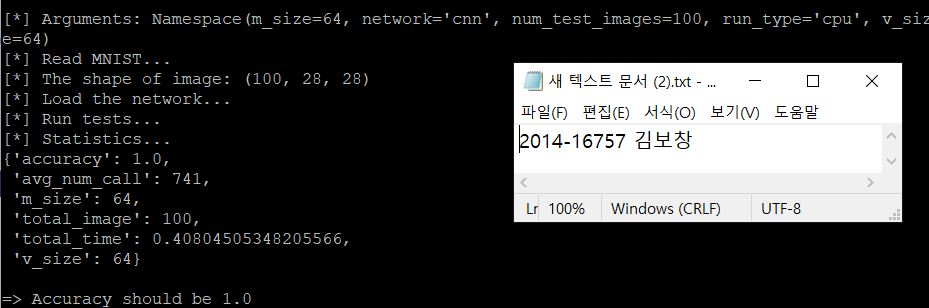 [*] Arguments: Namespace(m_size=64, network='cnn', num_test_images=100, run_type='cpu', v_siz
e=64)
[*] Read MNIST...
[*] The shape of image: (100, 28, 28)
[*] Load the network...
[*] Run tests...
[*] Statistics...
{'accuracy': 1.0,
 'avg_num_call': 741,
 'm_size': 64,
 'total_image': 100,
 'total_time': 0.40804505348205566,
 'v_size': 64}
=> Accuracy should be 1.0
새 텍스트 문서 (2).txt - ...
파일(F) 편집(E) 서식(O) 보기(V) 도움말
2014-16757 김보창
Lr 100% Windows (CRLF) UTF-8